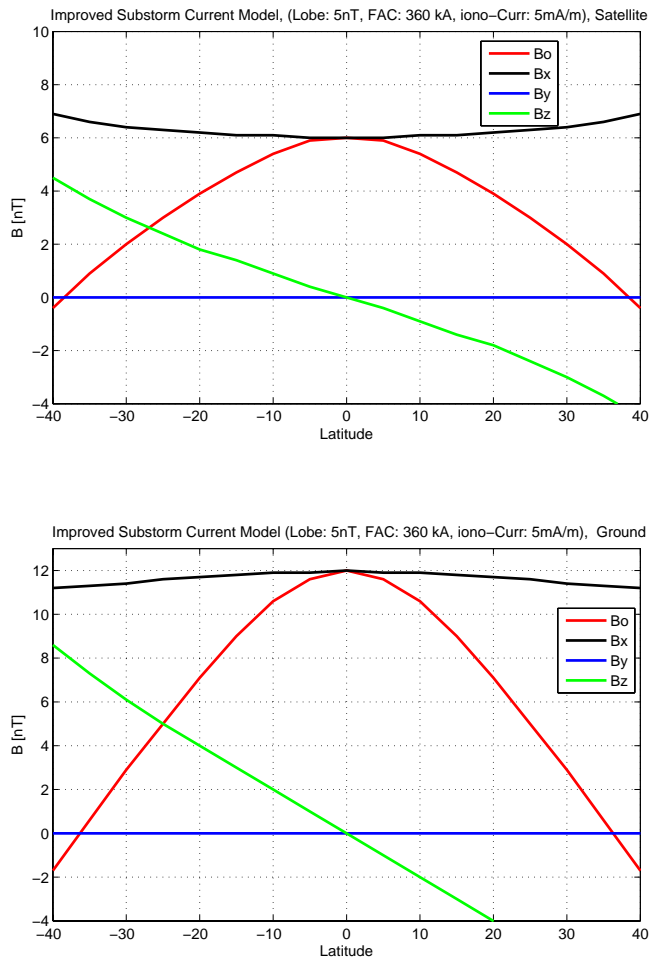 Improved Substorm Current Model, (Lobe: 5nT, FAC: 360 kA, iono-Curr: 5mA/m), Satellite
10
8
6
4
2
0
−2
−4
B [nT]
Bo
Bx
By
Bz
−40 −30 −20 −10 0 10 20 30 40
Latitude
Improved Substorm Current Model (Lobe: 5nT, FAC: 360 kA, iono-Curr: 5mA/m), Ground
12
10
8
6
4
2
0
−2
−4
B [nT]
Bo
Bx
By
Bz
−40 −30 −20 −10 0 10 20 30 40
Latitude